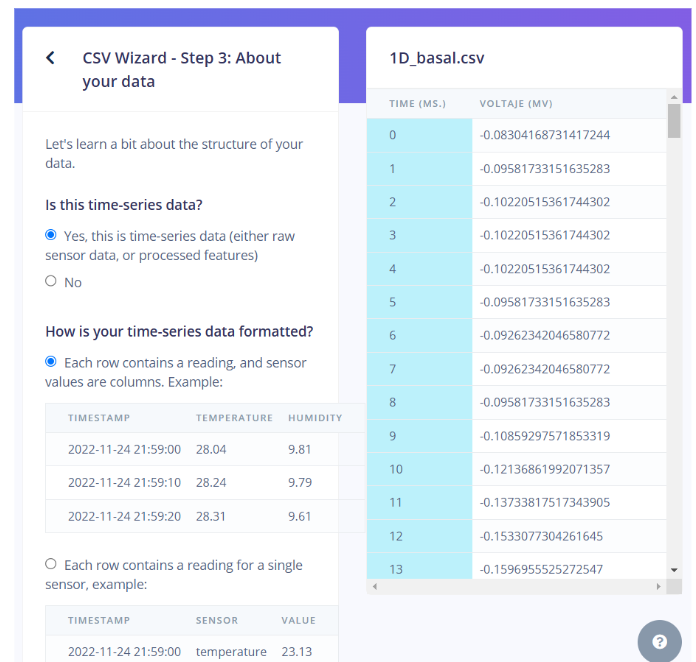 CSV Wizard - Step 3: About
your data
Let's learn a bit about the structure of your
data.
Is this time-series data?
Yes, this is time-series data (either raw
sensor data, or processed features)
No
How is your time-series data formatted?
Each row contains a reading, and sensor
values are columns. Example:
TIMESTAMP TEMPERATURE HUMIDITY
2022-11-24 21:59:00 28.04 9.81
2022-11-24 21:59:10 28.24 9.79
2022-11-24 21:59:20 28.31 9.61
Each row contains a reading for a single
sensor, example:
TIMESTAMP SENSOR VALUE
2022-11-24 21:59:00 temperature 23.13
1D_basal.csv
TIME (MS.) VOLTAJE (MV)
0 -0.08304168731417244
1 -0.09581733151635283
2 -0.10220515361744302
3 -0.10220515361744302
4 -0.10220515361744302
5 -0.09581733151635283
6 -0.09262342046580772
7 -0.09262342046580772
8 -0.09581733151635283
9 -0.10859297571853319
10 -0.12136861992071357
11 -0.13733817517343905
12 -0.1533077304261645
13 -0.1596955525272547
?